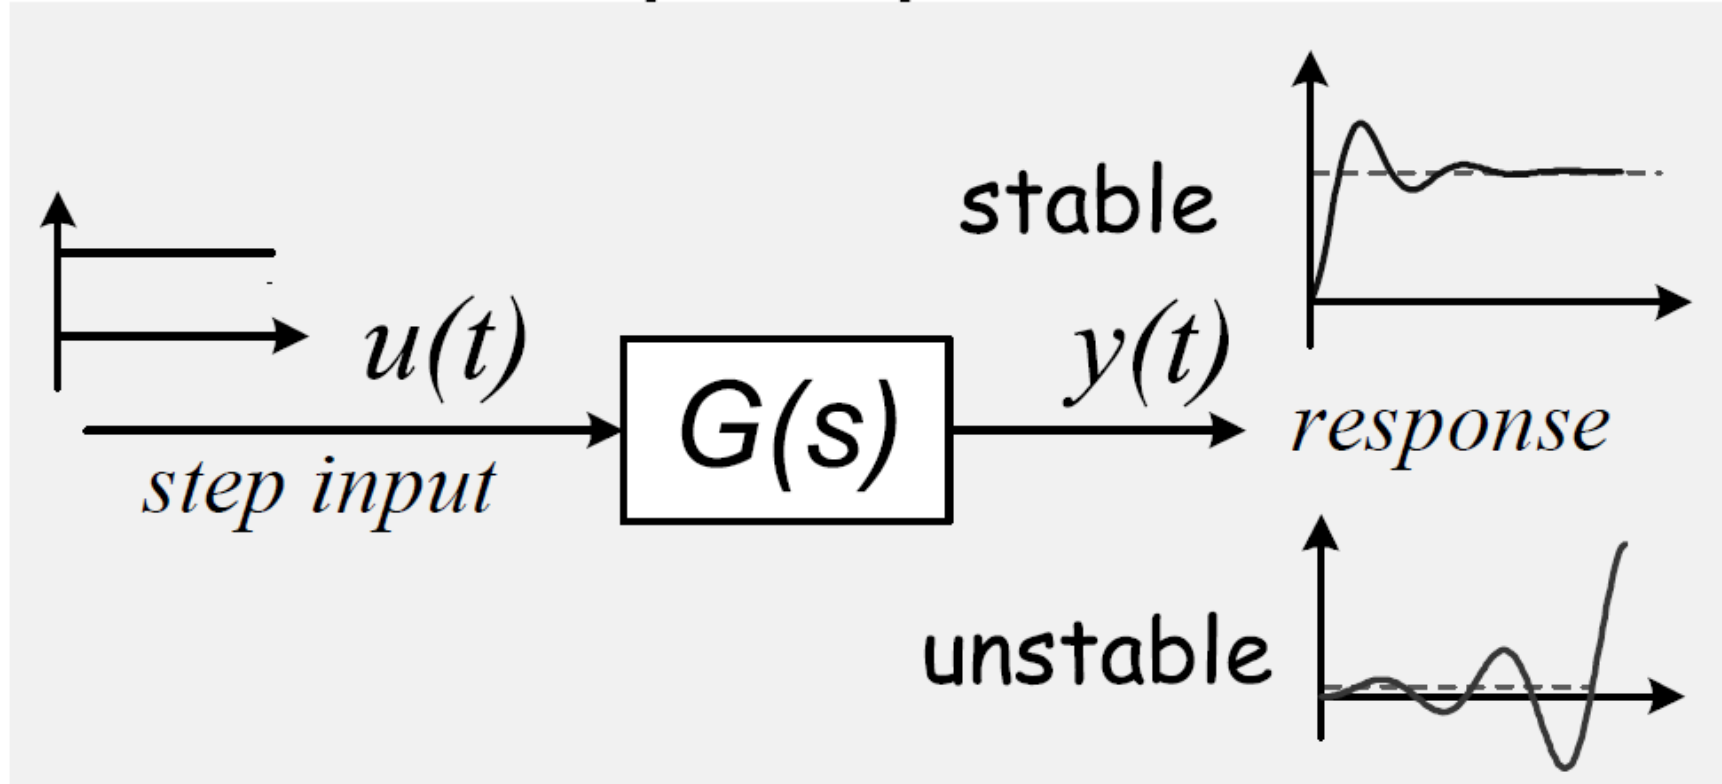 stable
u(t)
y(t)
G(s)
response
step input
unstable